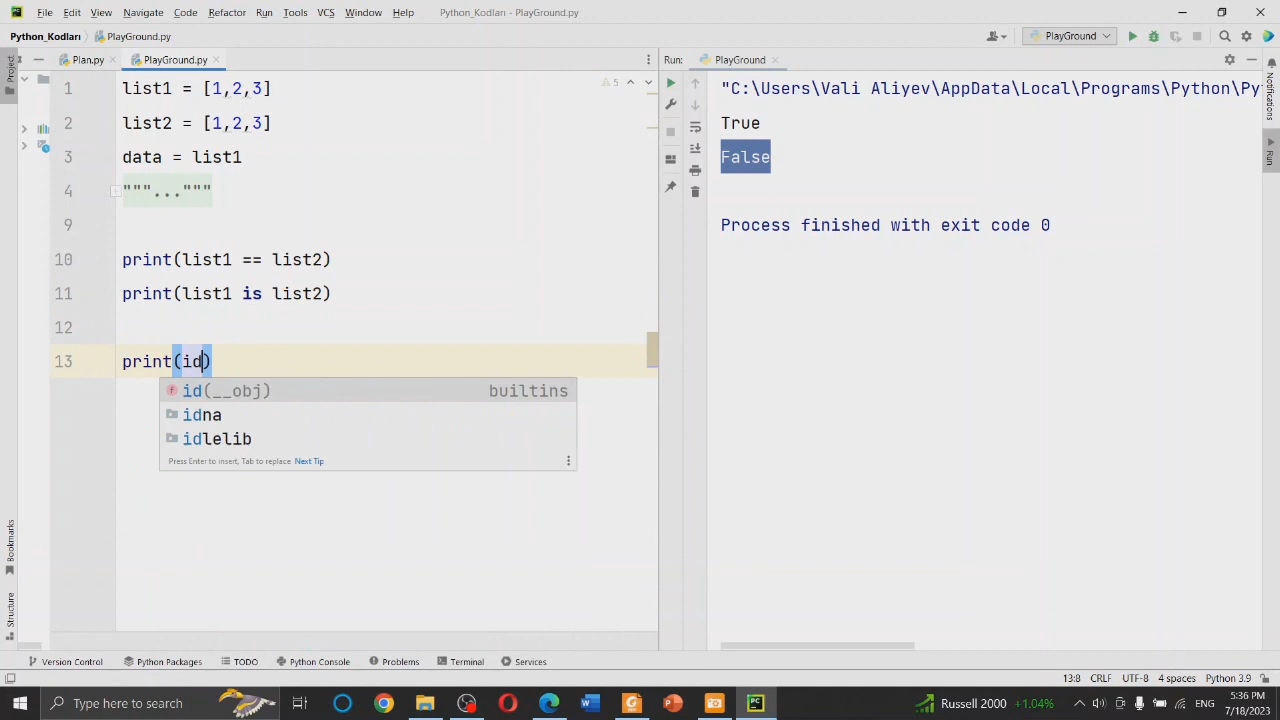 File Edit View Navigate Code Refactor Run Tools VCS Window Help Python_Kodları - PlayGround.py
Python_Kodları PlayGround.py PlayGround
Project
Plan.py PlayGround.py
Run: PlayGround
Notifications
Run
1 list1 = [1,2,3]
2 list2 = [1,2,3]
3 data = list1
4 """..."""
9
10 print(list1 == list2)
11 print(list1 is list2)
12
13 print(id)
id(__obj) builtins
idna
idlelib
Press Enter to insert, Tab to replace Next Tip
5
"C:\Users\Vali Aliyev\AppData\Local\Programs\Python\Py
True
False
Process finished with exit code 0
Bookmarks
Structure
Version Control Python Packages TODO Python Console Problems Terminal Services
13:8 CRLF UTF-8 4 spaces Python 3.9
Type here to search
Russell 2000 +1.04% ENG
5:36 PM
7/18/2023